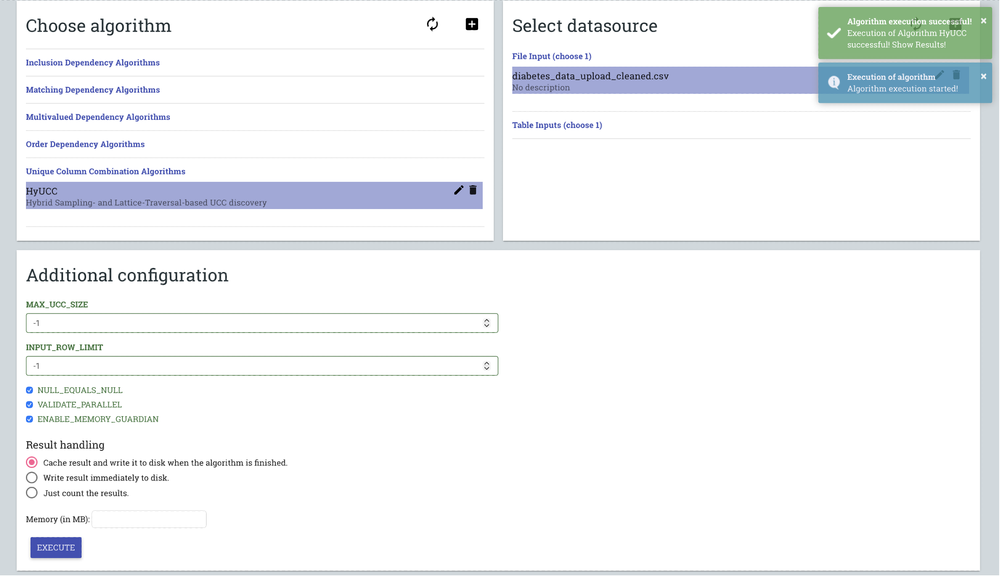 Choose algorithm
Inclusion Dependency Algorithms
Matching Dependency Algorithms
Multivalued Dependency Algorithms
Order Dependency Algorithms
Unique Column Combination Algorithms
HyUCC
Hybrid Sampling- and Lattice-Traversal-based UCC discovery
Select datasource
File Input (choose 1)
diabetes_data_upload_cleaned.csv
No description
Table Inputs (choose 1)
Algorithm execution successful!
Execution of Algorithm HyUCC
successful! Show Results!
Execution of algorithm
Algorithm execution started!
Additional configuration
MAX_UCC_SIZE
-1
INPUT_ROW_LIMIT
-1
NULL_EQUALS_NULL
VALIDATE_PARALLEL
ENABLE_MEMORY_GUARDIAN
Result handling
Cache result and write it to disk when the algorithm is finished.
Write result immediately to disk.
Just count the results.
Memory (in MB):
EXECUTE